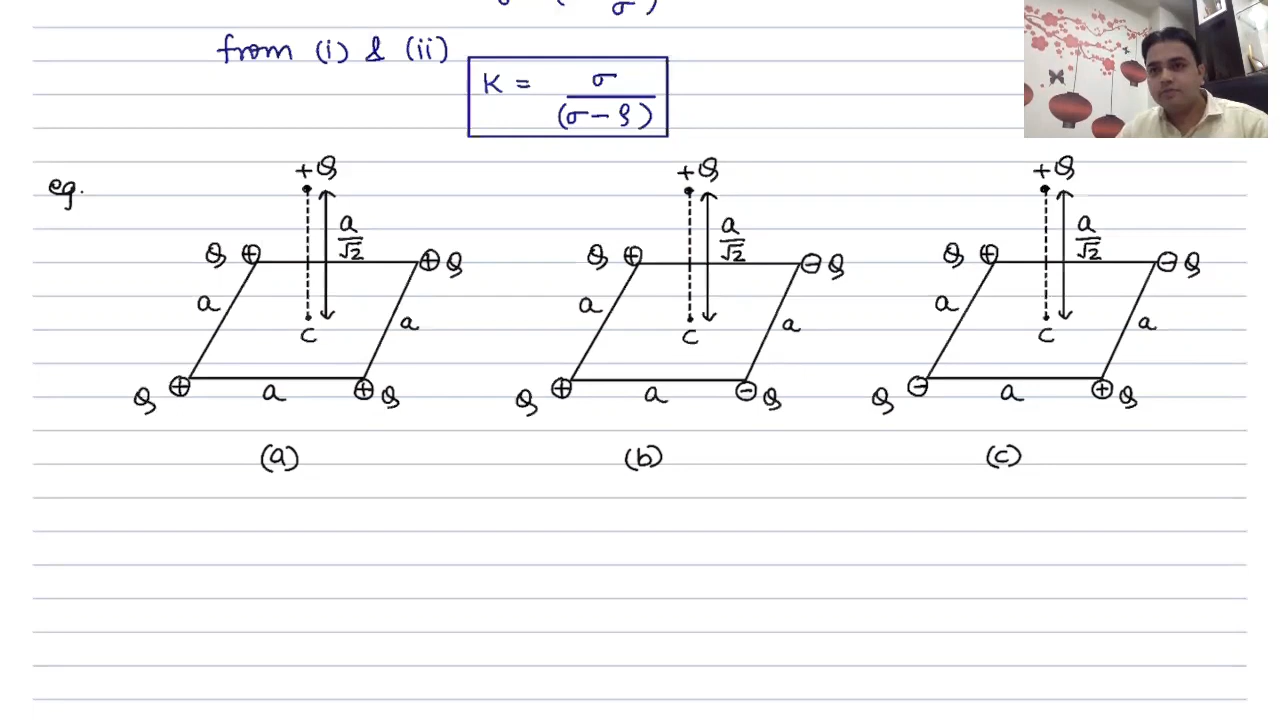 from (i) & (ii)
K = σ / (σ - ρ)
eg.
+Q +Q +Q
a/√2 a/√2 a/√2
Q ⊕ ⊕ Q Q ⊕ ⊖ Q Q ⊕ ⊖ Q
a a a a a a
C C C
Q ⊕ a ⊕ Q Q ⊕ a ⊖ Q Q ⊖ a ⊕ Q
(a) (b) (c)